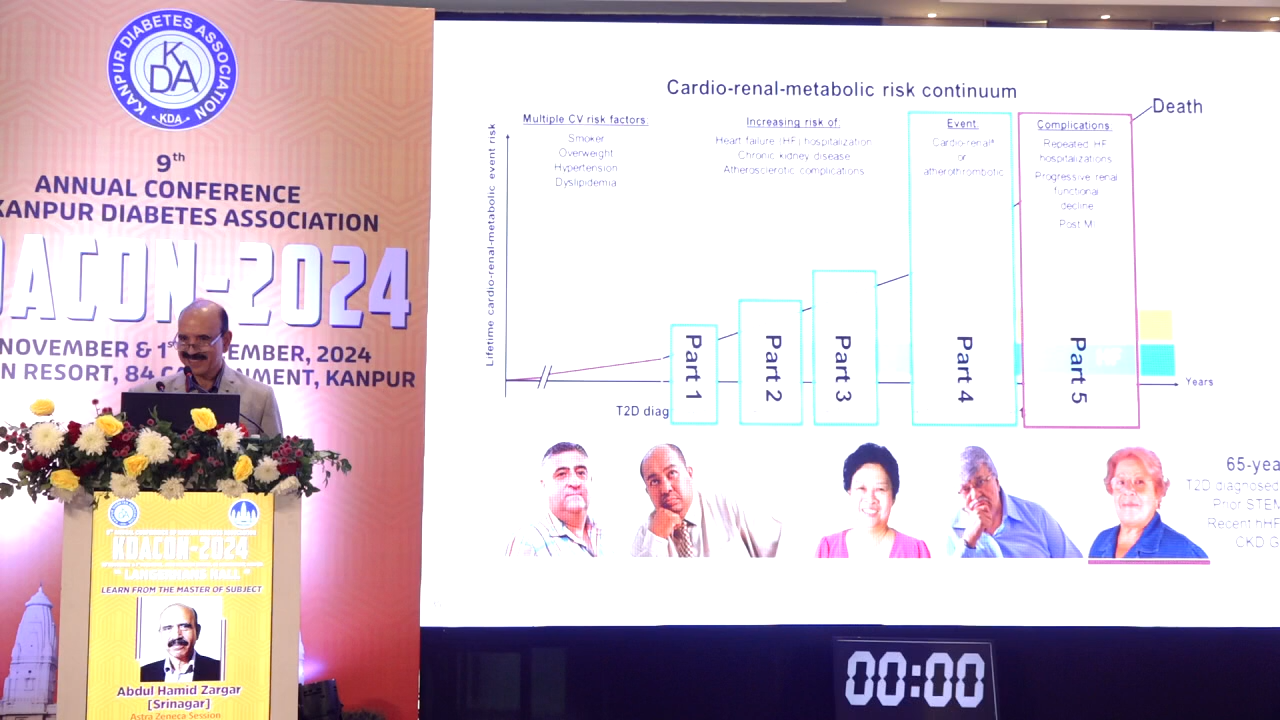 KANPUR DIABETES ASSOCIATION
KDA
KDA
9th
ANNUAL CONFERENCE
KANPUR DIABETES ASSOCIATION
DACON-2024
NOVEMBER & 1st EMBER, 2024
N RESORT, 84 CA NMENT, KANPUR
KDACON-2024
LEARN FROM THE MASTER OF SUBJECT
Abdul Hamid Zargar
[Srinagar]
Astra Zeneca Session
Cardio-renal-metabolic risk continuum
Death
Lifetime cardio-renal-metabolic event risk
Multiple CV risk factors:
Smoker
Overweight
Hypertension
Dyslipidemia
Increasing risk of:
Heart failure (HF) hospitalization
Chronic kidney disease
Atherosclerotic complications
Event:
Cardio-renal*
or
atherothrombotic
Complications:
Repeated HF
hospitalizations
Progressive renal
functional
decline
Post MI
Part 1
Part 2
Part 3
Part 4
Part 5
Years
T2D diag
65-yea
T2D diagnosed
Prior STEM
Recent hHF
CKD G
00:00